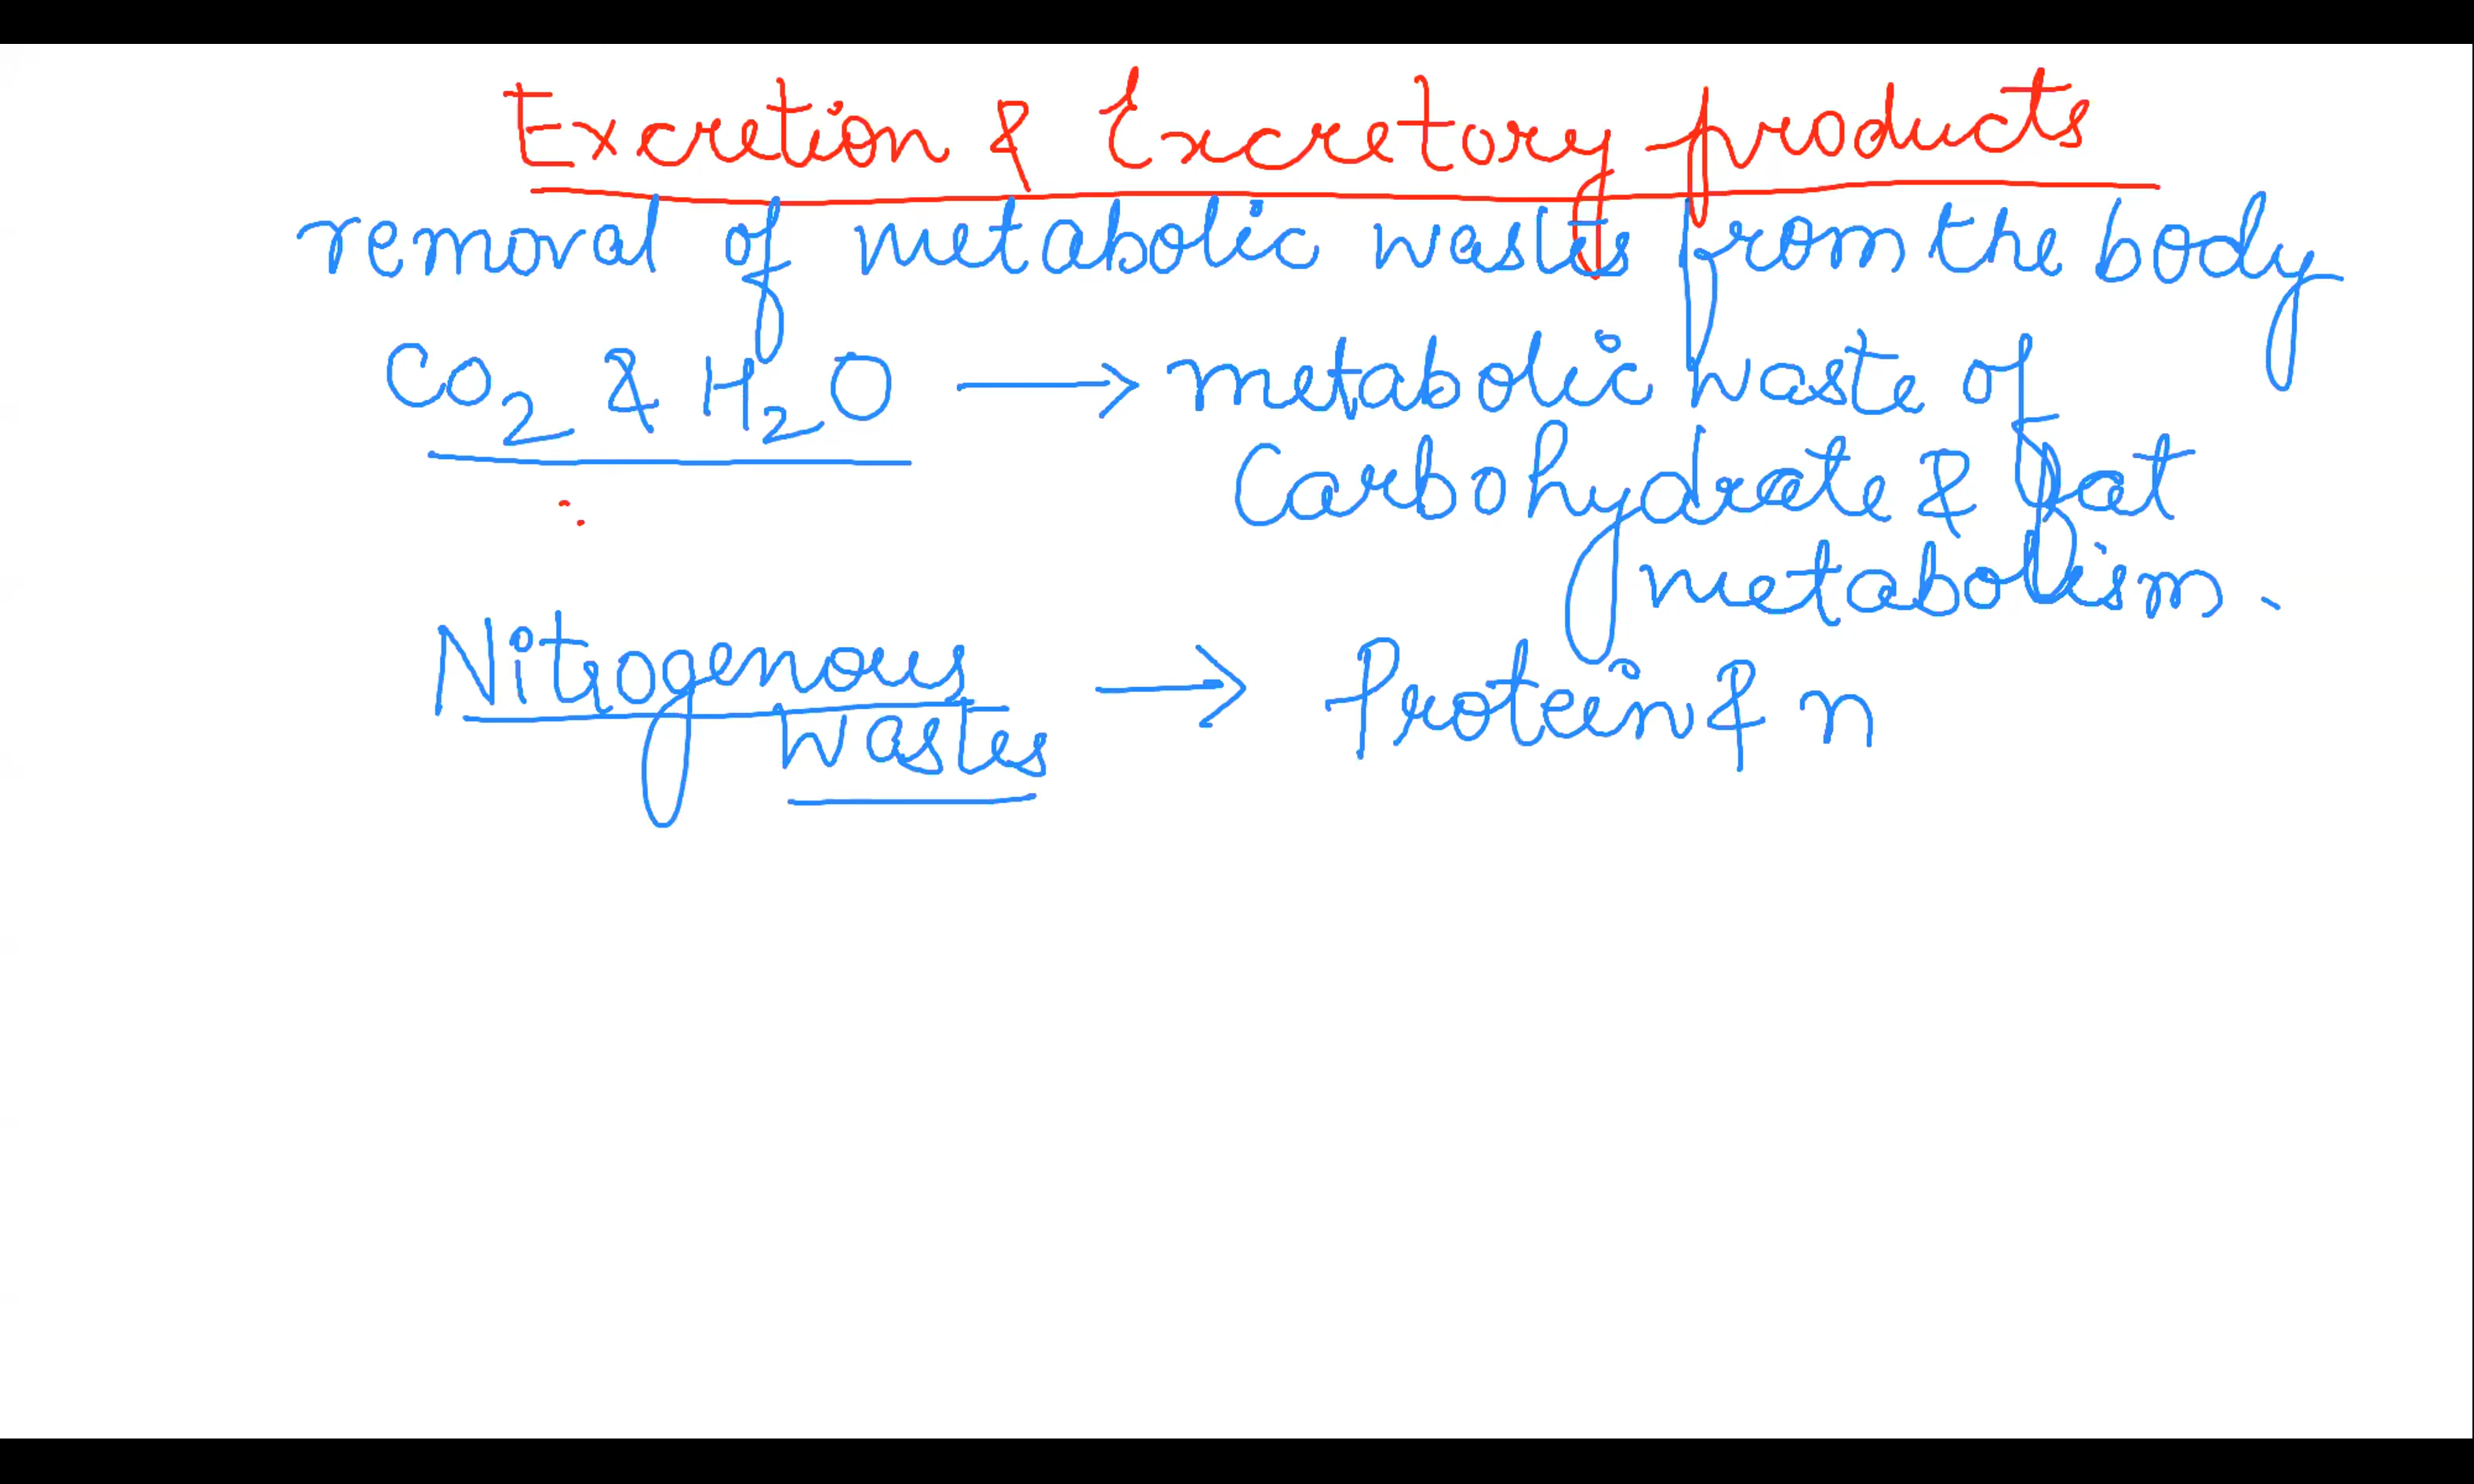 Excretion & Excretory products
removal of metabolic wastes from the body
CO2 & H2O → metabolic waste of
Carbohydrate & fat
metabolism.
Nitrogenous → Protein & n
Wastes